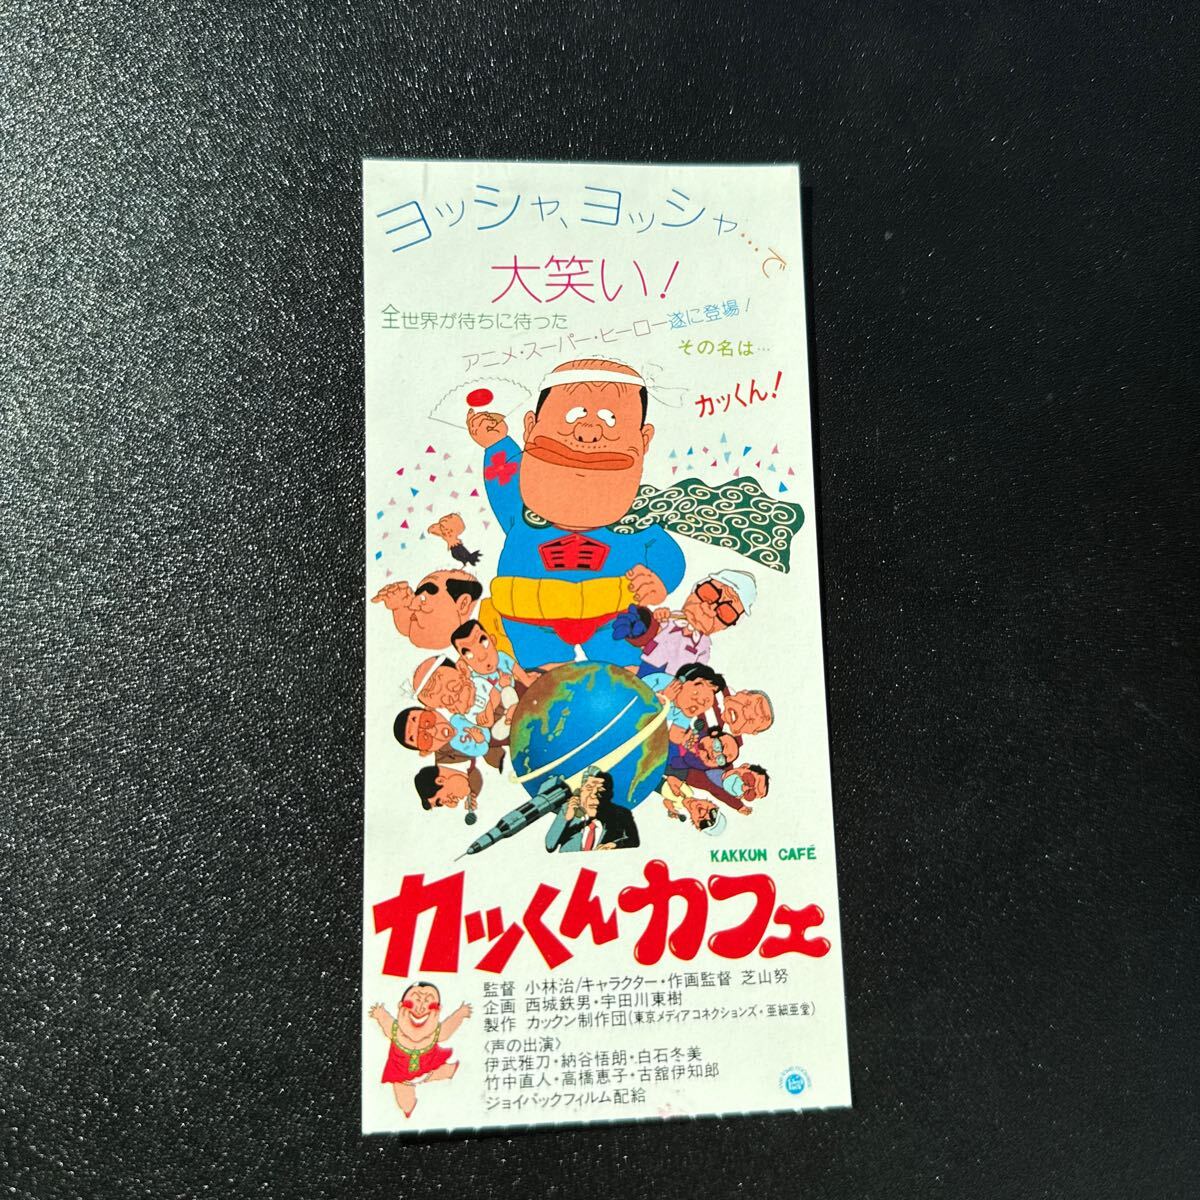 ヨッシャ、ヨッシャ…で
大笑い!
全世界が待ちに待った
アニメ・スーパー・ヒーロー遂に登場!
その名は…
カッくん!
KAKKUN CAFÉ
カッくんカフェ
監督 小林治/キャラクター・作画監督 芝山努
企画 西城鉄男・宇田川東樹
製作 カックン制作団(東京メディアコネクションズ・亜細亜堂)
〈声の出演〉
伊武雅刀・納谷悟朗・白石冬美
竹中直人・高橋恵子・古舘伊知郎
ジョイパックフィルム配給